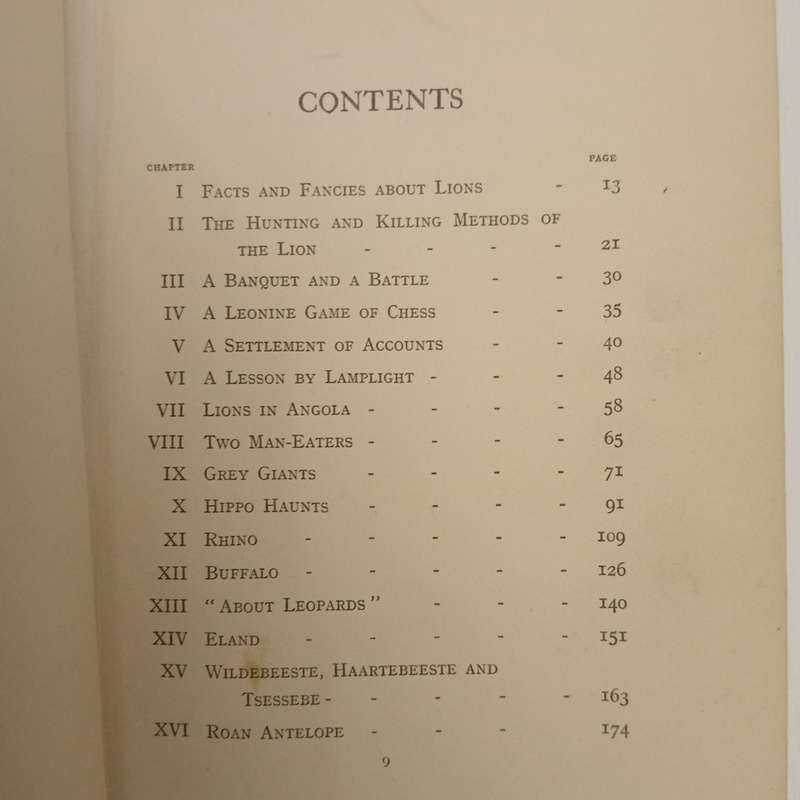 CONTENTS
CHAPTER PAGE
I FACTS AND FANCIES ABOUT LIONS - 13
II THE HUNTING AND KILLING METHODS OF
THE LION - - - - 21
III A BANQUET AND A BATTLE - - 30
IV A LEONINE GAME OF CHESS - - 35
V A SETTLEMENT OF ACCOUNTS - - 40
VI A LESSON BY LAMPLIGHT - - - 48
VII LIONS IN ANGOLA - - - - 58
VIII TWO MAN-EATERS - - - - 65
IX GREY GIANTS - - - - 71
X HIPPO HAUNTS - - - - 91
XI RHINO - - - - - 109
XII BUFFALO - - - - - 126
XIII "ABOUT LEOPARDS" - - - 140
XIV ELAND - - - - - 151
XV WILDEBEESTE, HAARTEBEESTE AND
TSESSEBE - - - - - 163
XVI ROAN ANTELOPE - - - 174
9